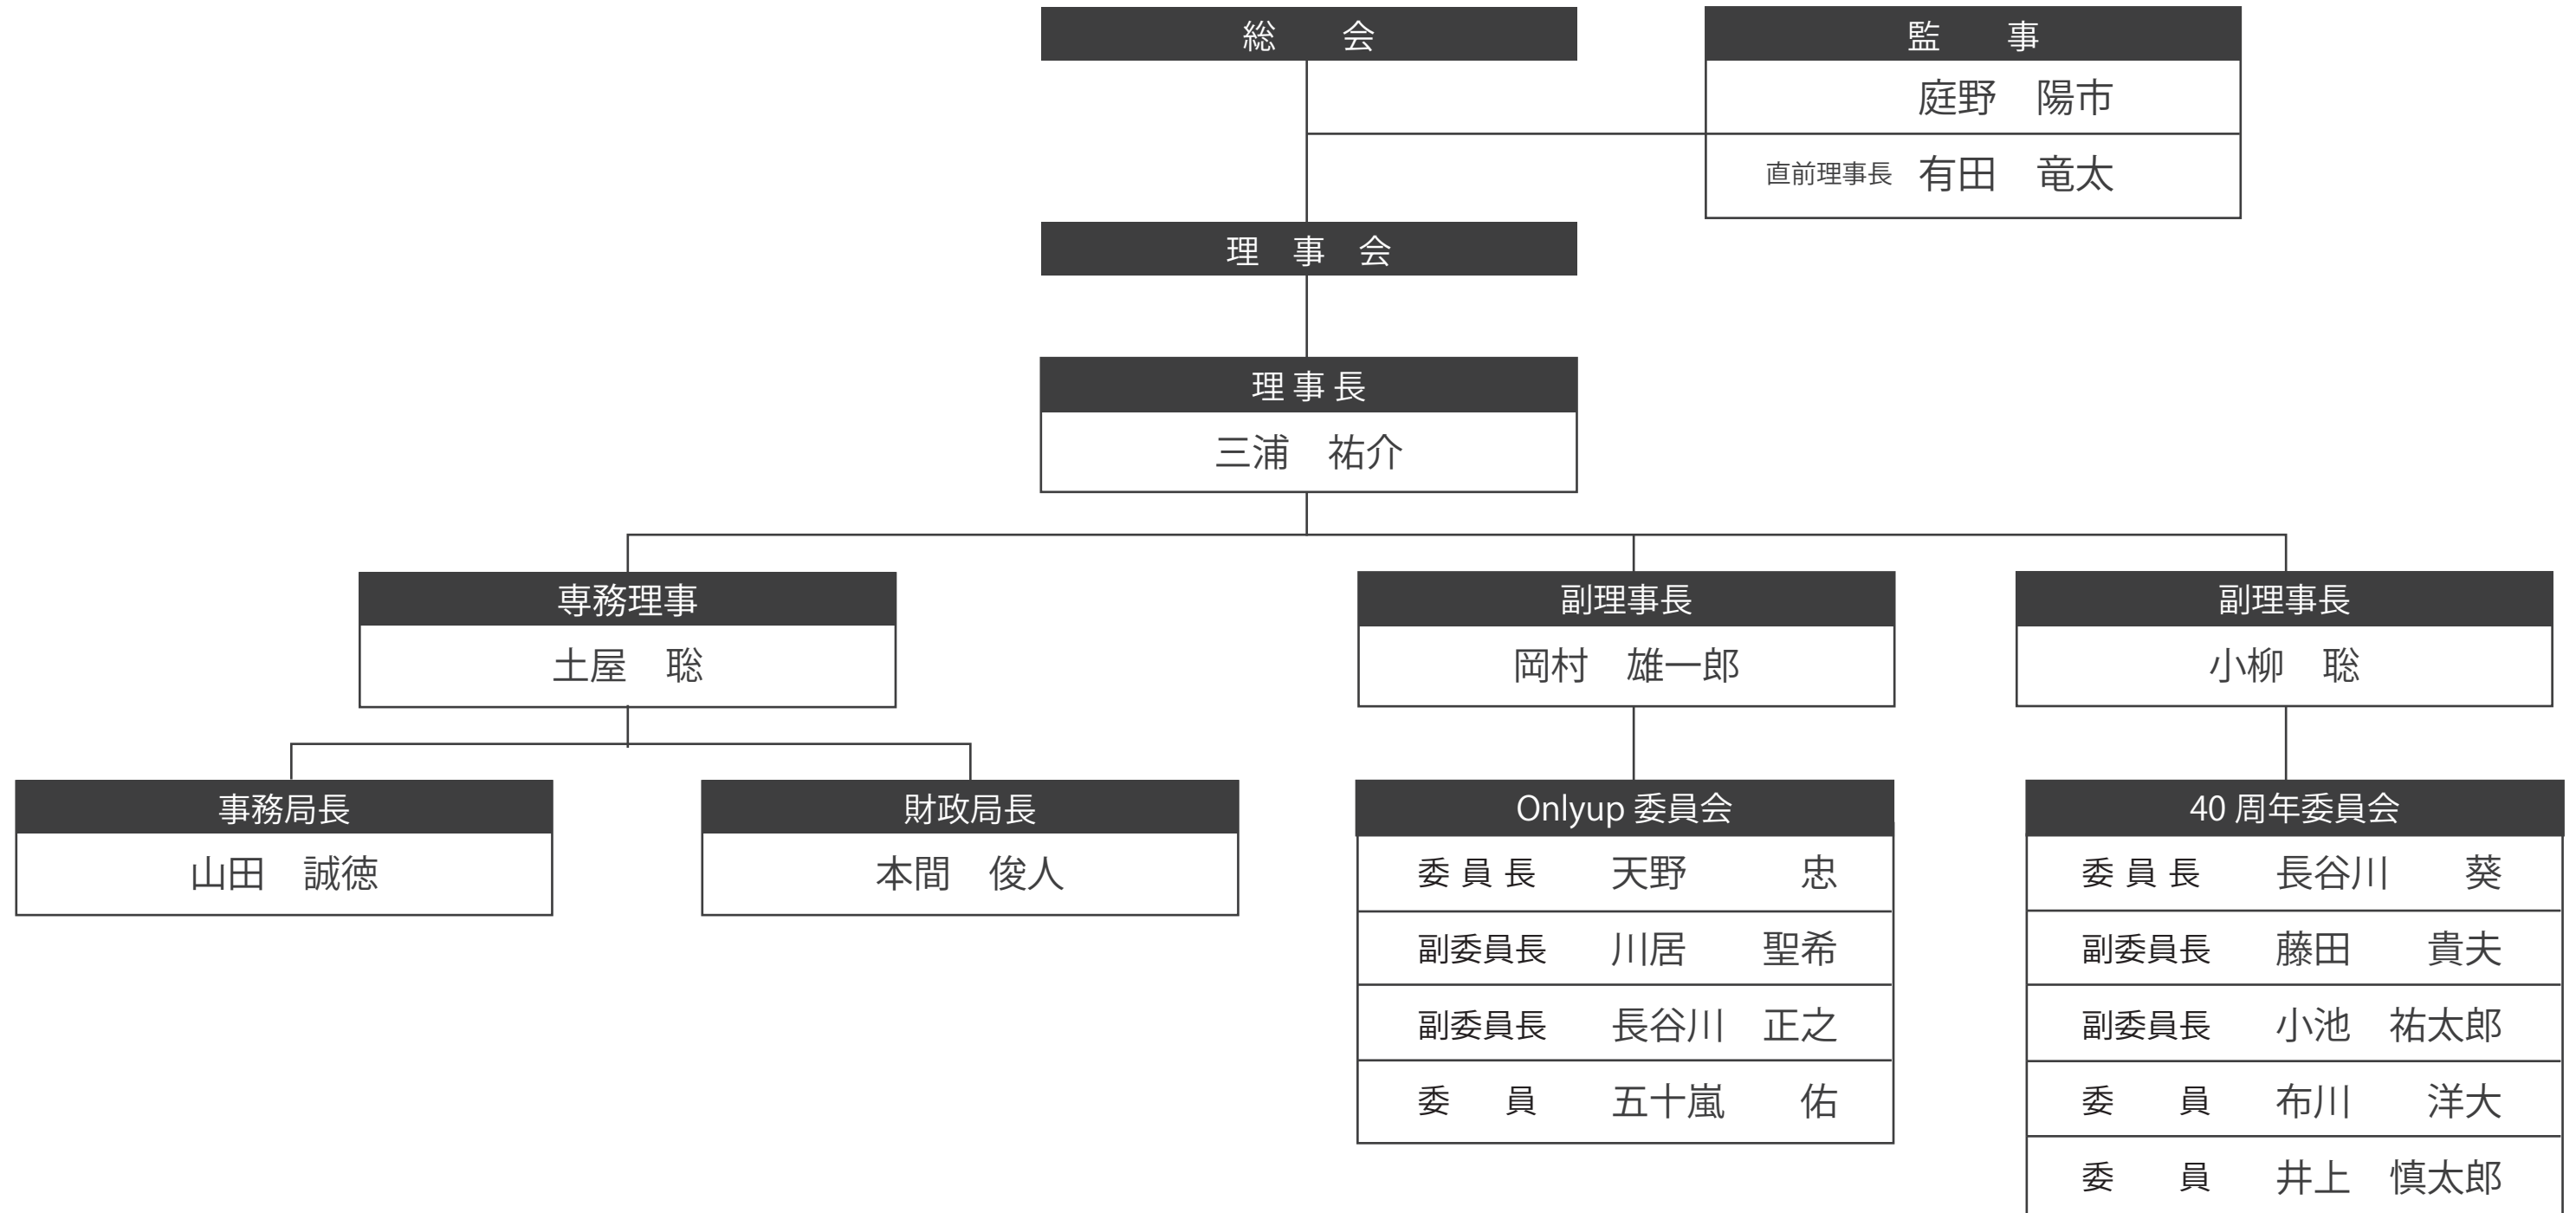 総　　会
監　　事
庭野　陽市
直前理事長 有田　竜太
理　事　会
理 事 長
三浦　祐介
専務理事
土屋　聡
副理事長
岡村　雄一郎
副理事長
小柳　聡
事務局長
山田　誠徳
財政局長
本間　俊人
Onlyup 委員会
委 員 長　天野　　　忠
副委員長　川居　　聖希
副委員長　長谷川　正之
委　　員　五十嵐　　佑
40 周年委員会
委 員 長　長谷川　　葵
副委員長　藤田　　貴夫
副委員長　小池　祐太郎
委　　員　布川　　洋大
委　　員　井上　慎太郎